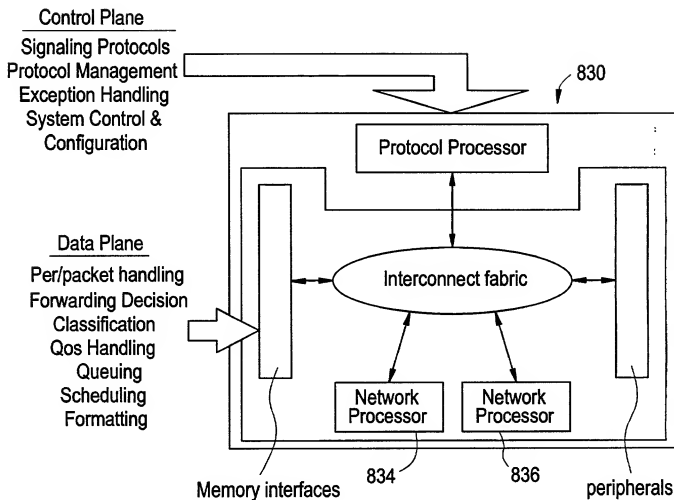 Control Plane
Signaling Protocols
Protocol Management
Exception Handling
System Control &
Configuration
830
Protocol Processor
Data Plane
Per/packet handling
Forwarding Decision
Classification
Qos Handling
Queuing
Scheduling
Formatting
Interconnect fabric
Network
Processor
Network
Processor
834
836
Memory interfaces
peripherals